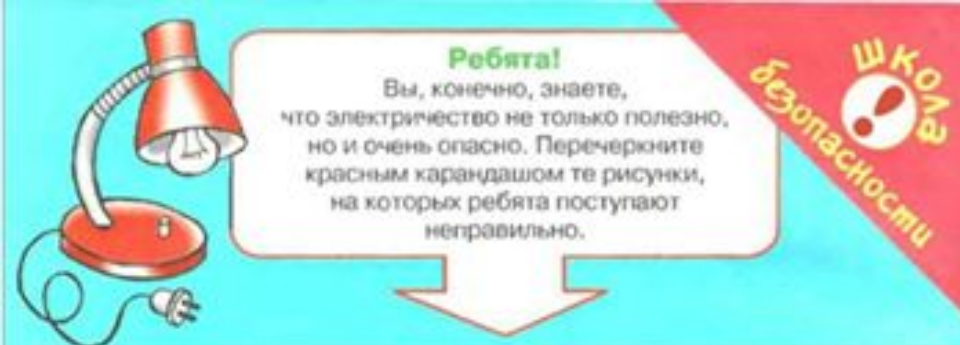 Ребята!
Вы, конечно, знаете,
что электричество не только полезно,
но и очень опасно. Перечеркните
красным карандашом те рисунки,
на которых ребята поступают
неправильно.
школа
безопасности